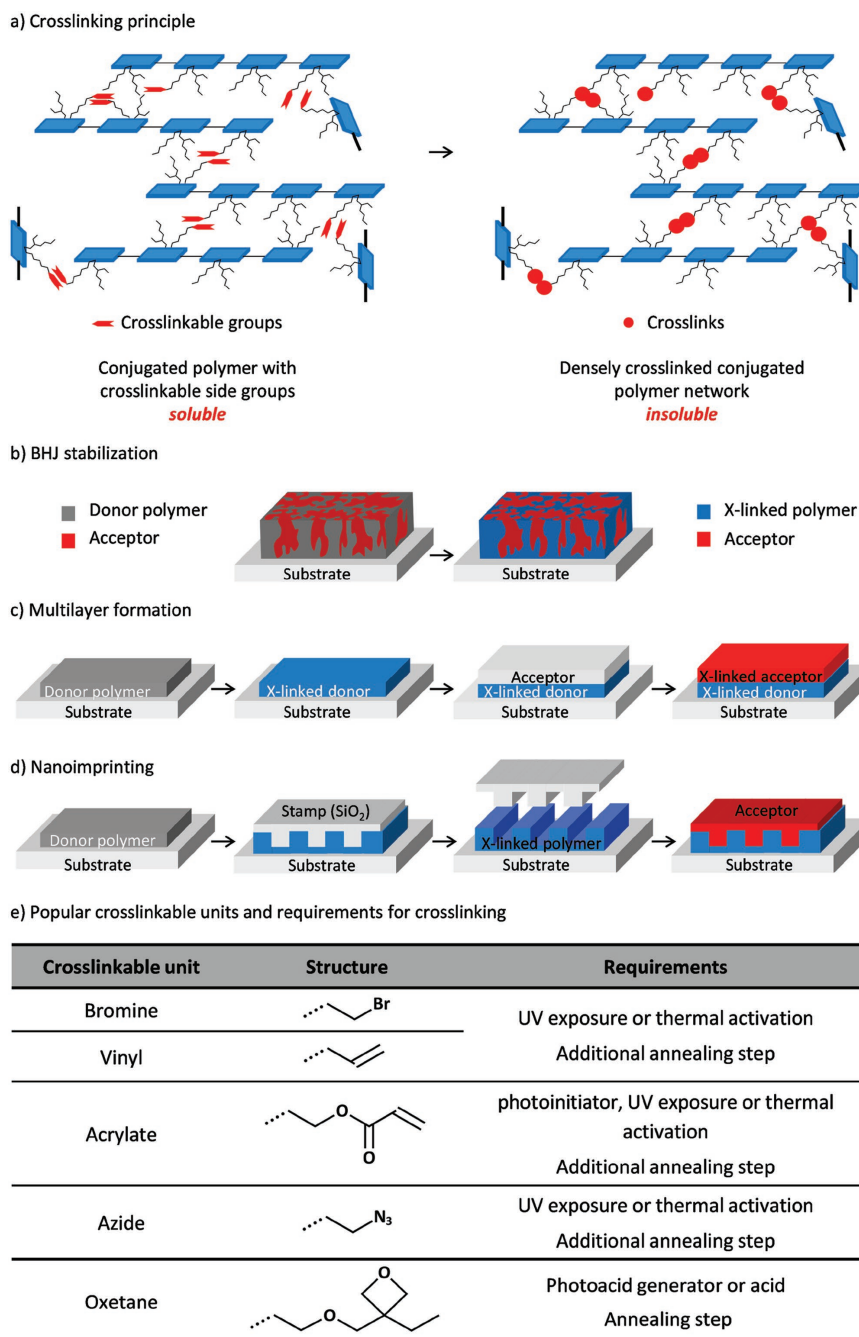 a) Crosslinking principle
Crosslinkable groups
Crosslinks
Conjugated polymer with
crosslinkable side groups
soluble
Densely crosslinked conjugated
polymer network
insoluble
b) BHJ stabilization
Donor polymer
Acceptor
Substrate
Substrate
X-linked polymer
Acceptor
c) Multilayer formation
Donor polymer
Substrate
X-linked donor
Substrate
Acceptor
X-linked donor
Substrate
X-linked acceptor
X-linked donor
Substrate
d) Nanoimprinting
Donor polymer
Substrate
Stamp (SiO₂)
Substrate
X-linked polymer
Substrate
Acceptor
Substrate
e) Popular crosslinkable units and requirements for crosslinking
Crosslinkable unit Structure Requirements
Bromine
Br
UV exposure or thermal activation
Additional annealing step
Vinyl
Acrylate
O
O
photoinitiator, UV exposure or thermal
activation
Additional annealing step
Azide
N₃
UV exposure or thermal activation
Additional annealing step
Oxetane
O
O
Photoacid generator or acid
Annealing step